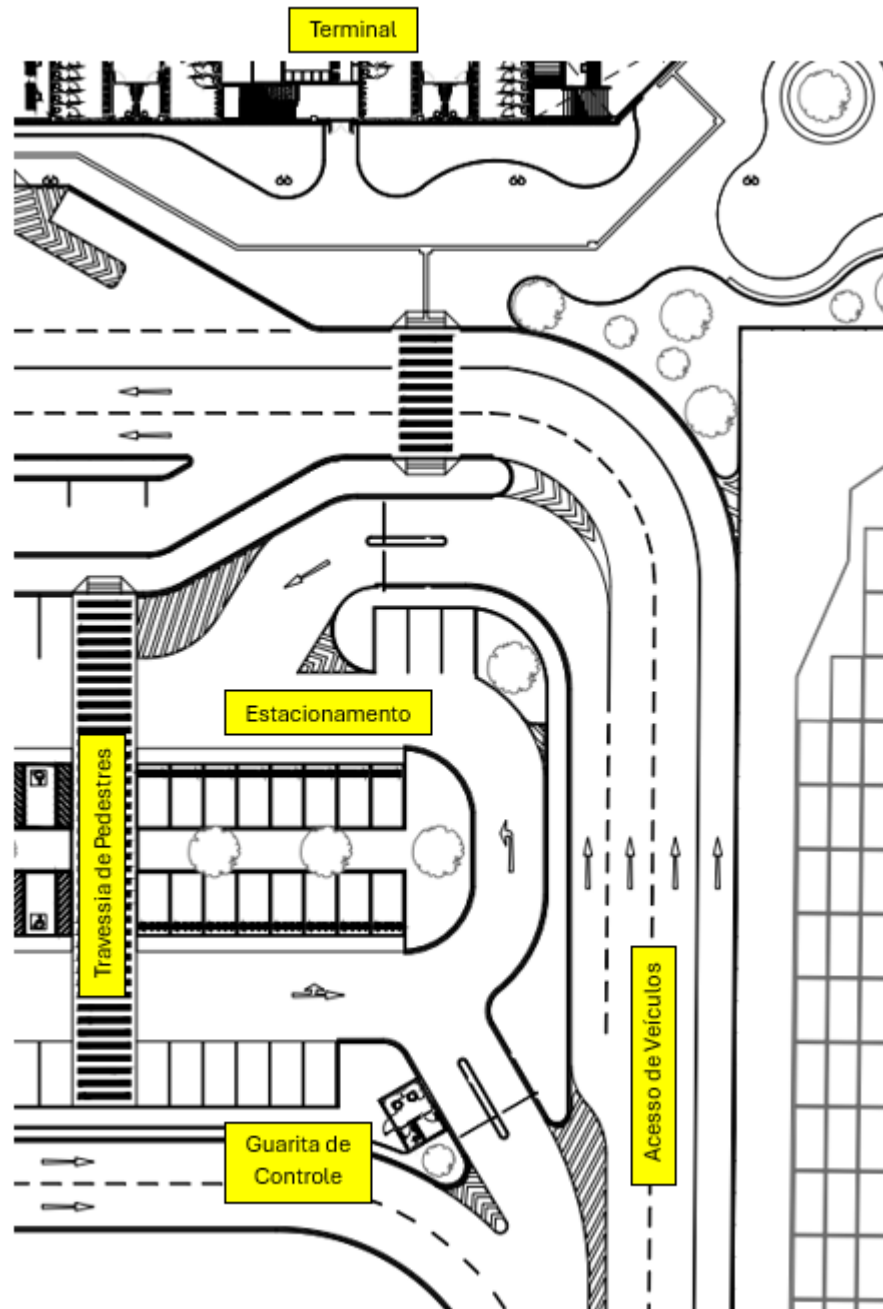 Terminal
Estacionamento
Travessia de Pedestres
Acesso de Veículos
Guarita de
Controle